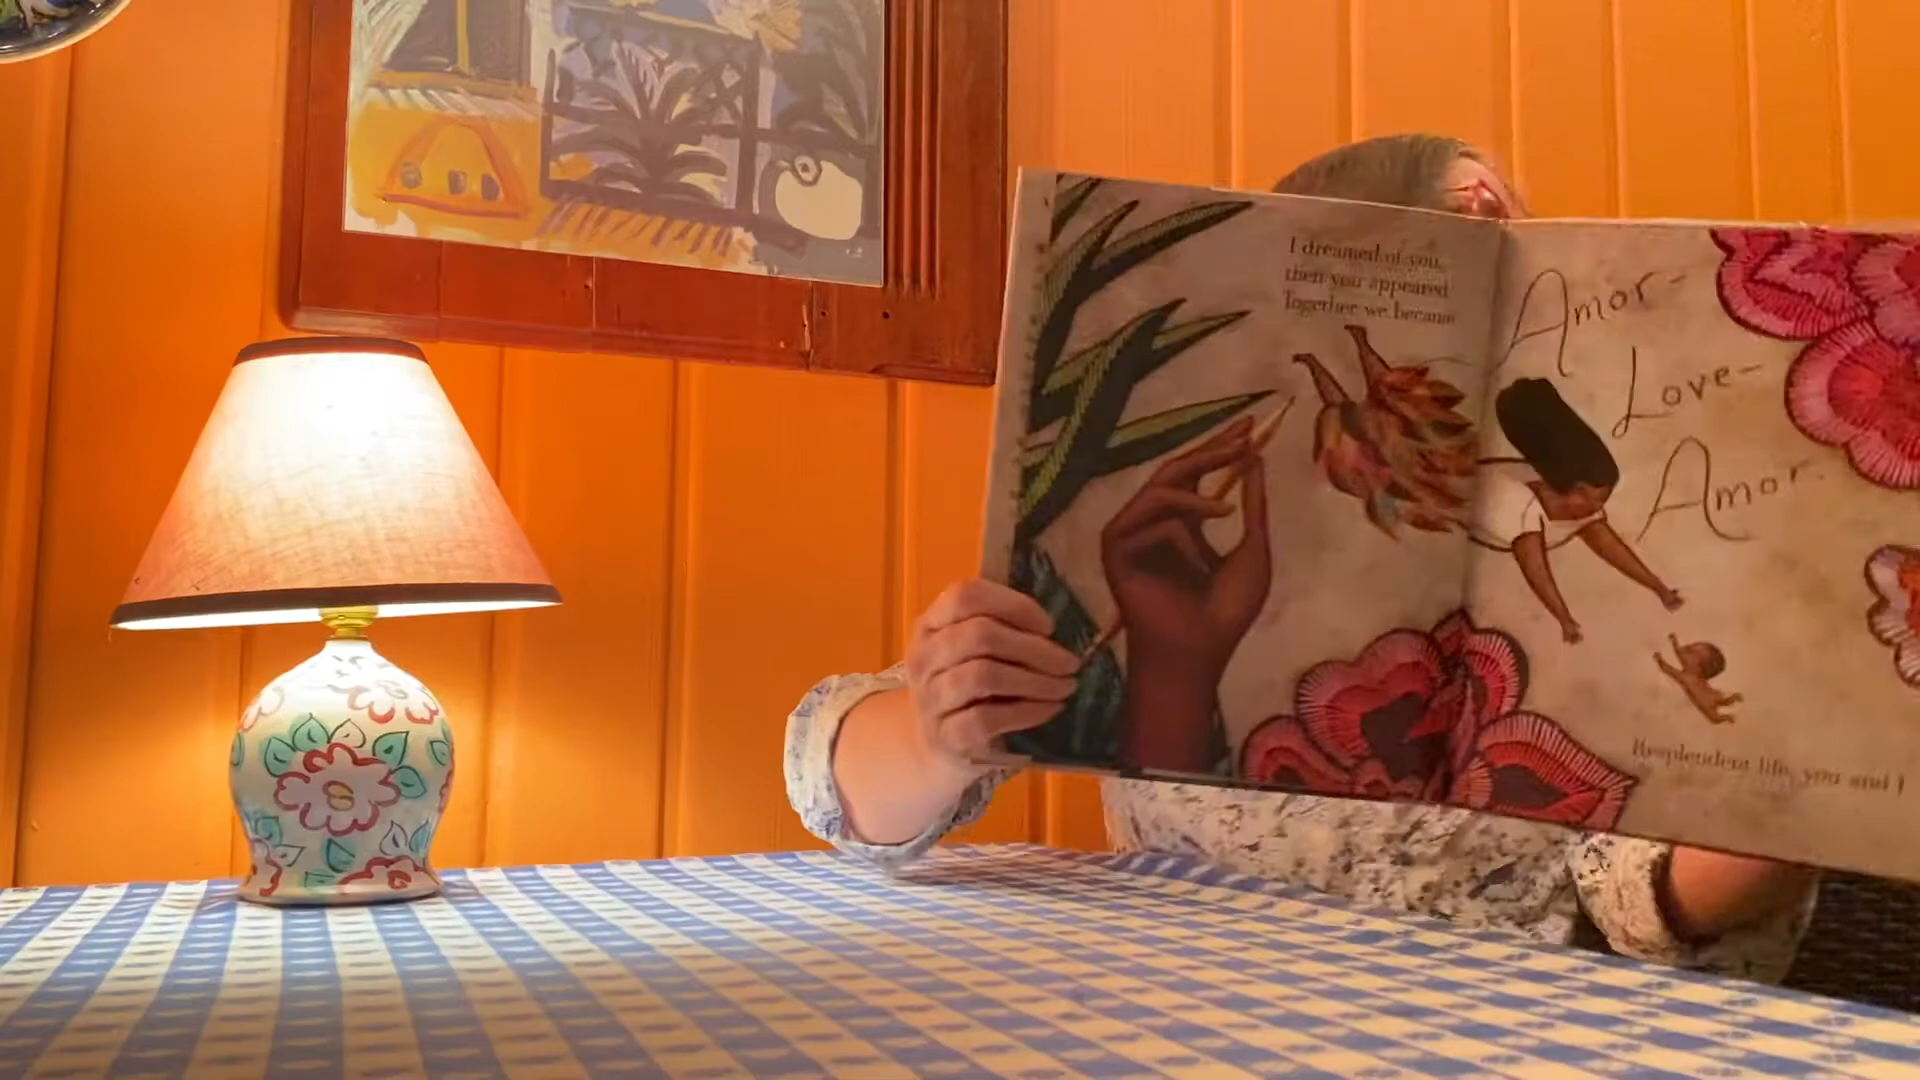 I dreamed of you,
then you appeared
Together we became
Amor-
Love-
Amor.
Resplendent life, you and I